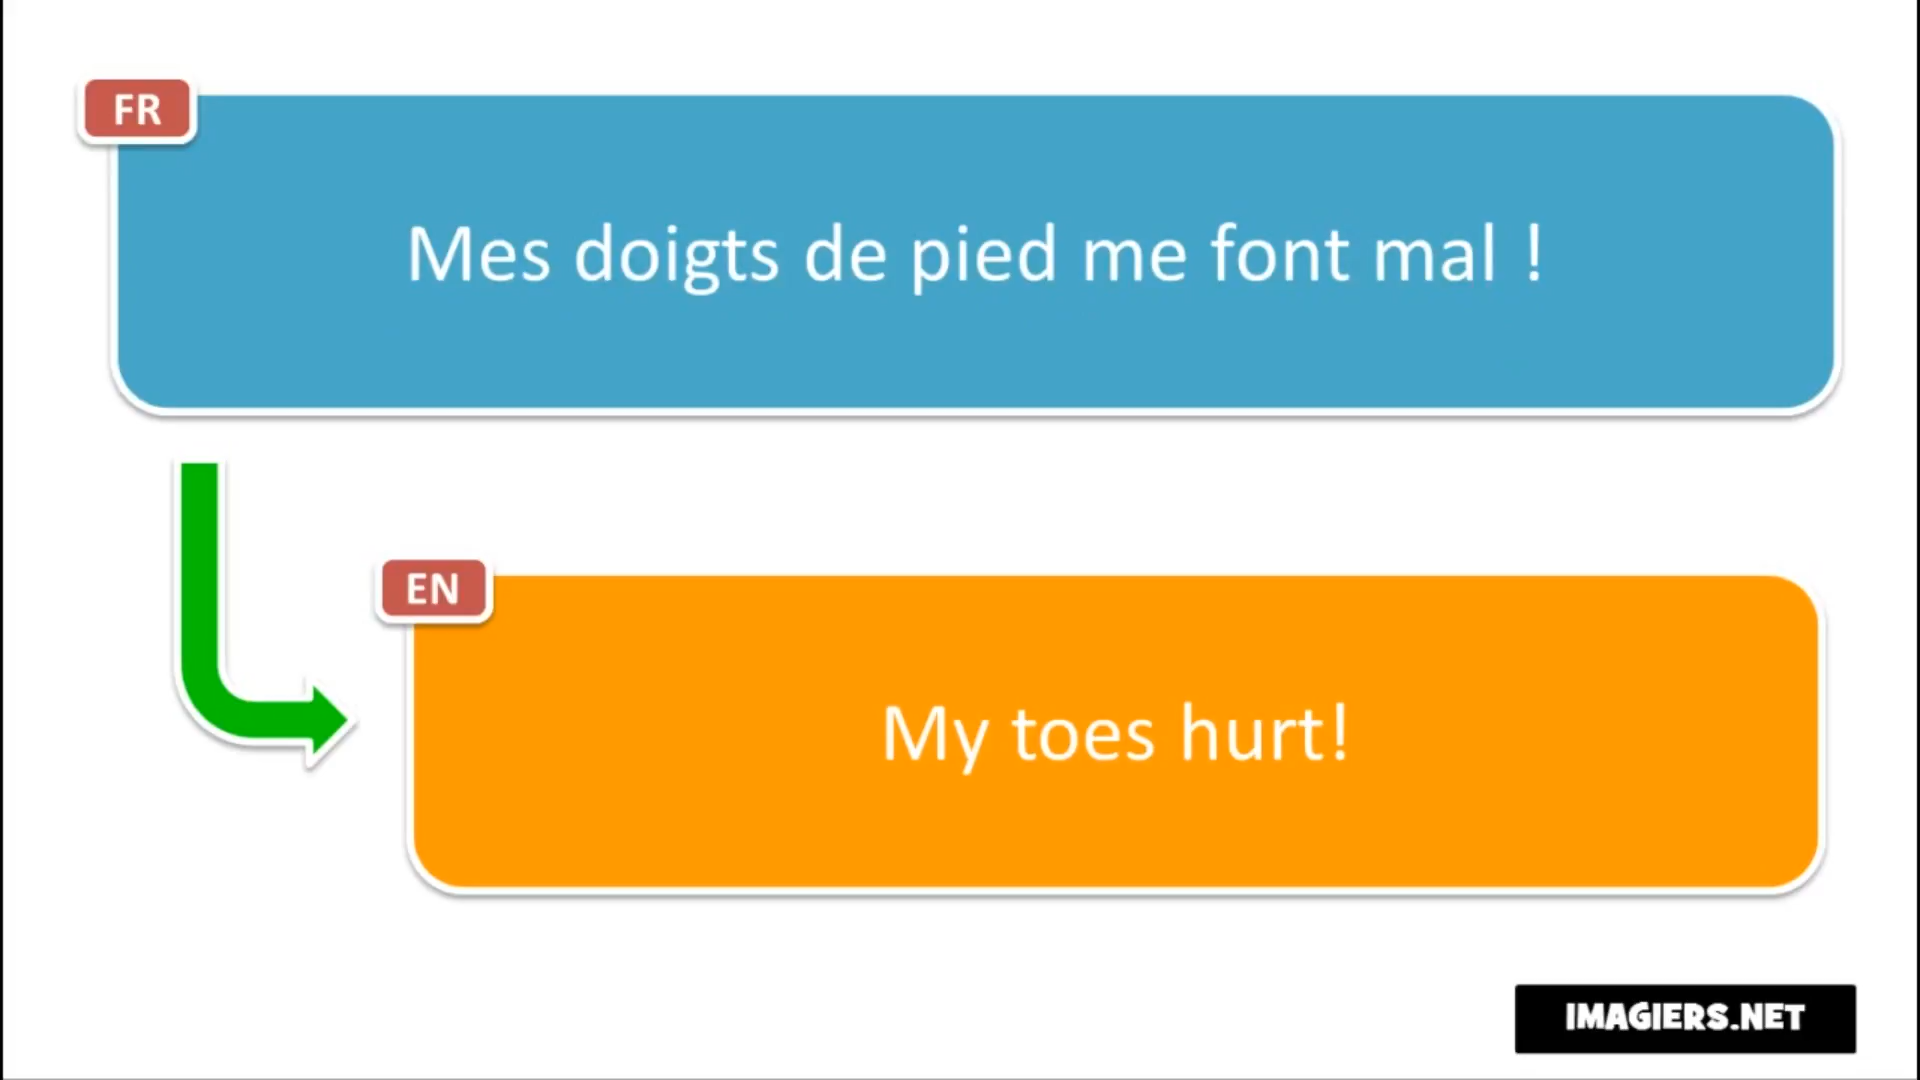 FR
Mes doigts de pied me font mal !
EN
My toes hurt!
IMAGIERS.NET